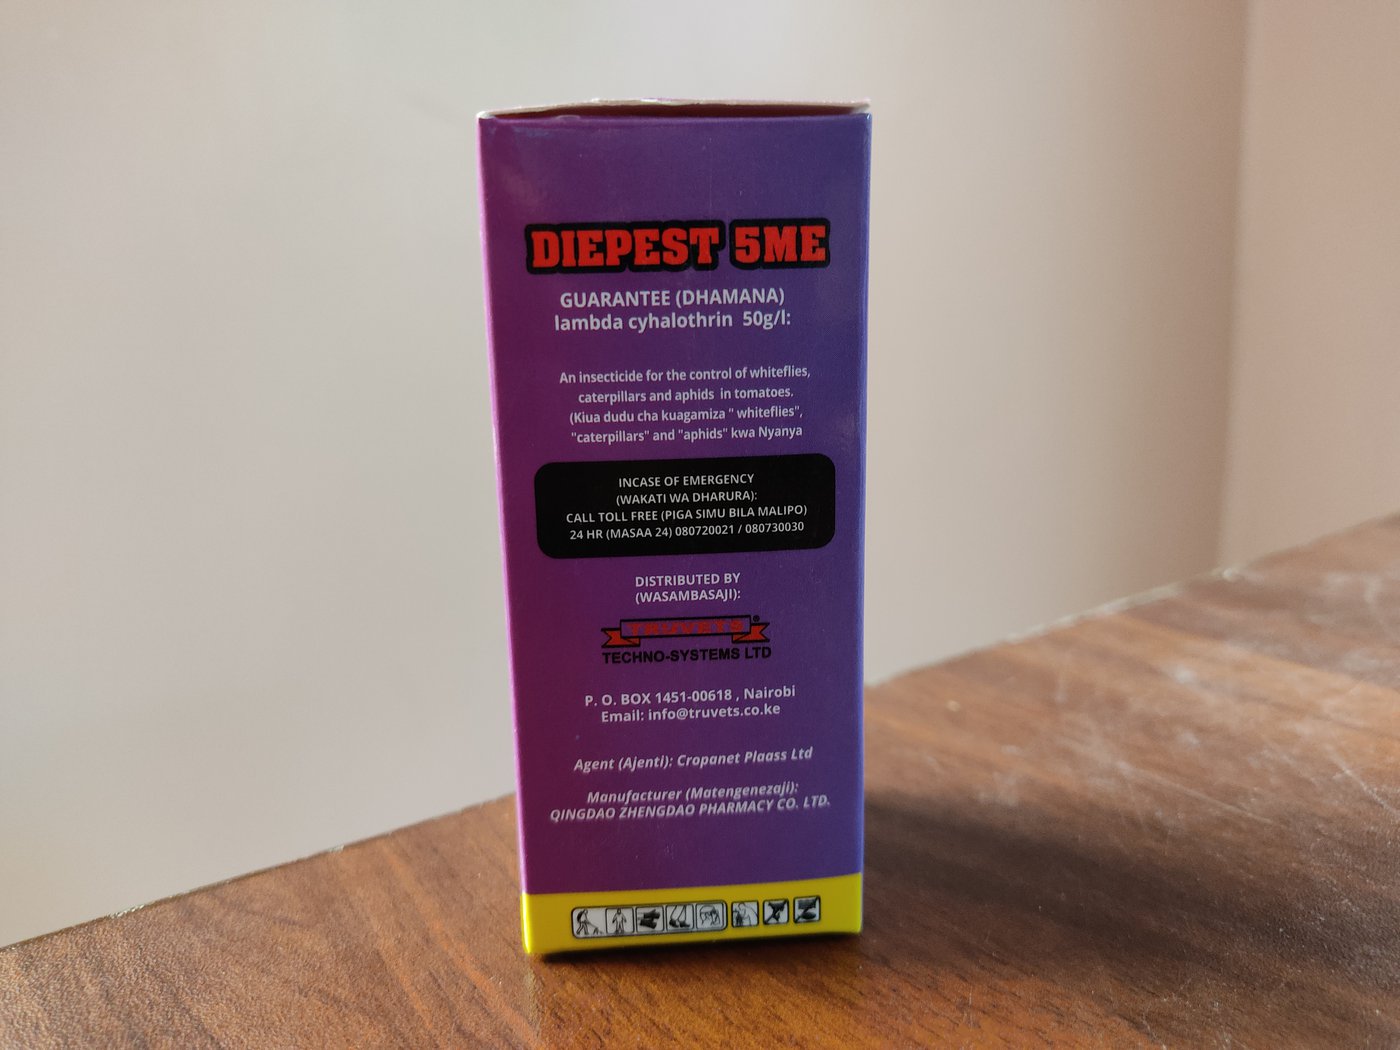 DIEPEST 5ME
GUARANTEE (DHAMANA)
lambda cyhalothrin 50g/l:
An insecticide for the control of whiteflies,
caterpillars and aphids in tomatoes.
(Kiua dudu cha kuagamiza " whiteflies",
"caterpillars" and "aphids" kwa Nyanya
INCASE OF EMERGENCY
(WAKATI WA DHARURA):
CALL TOLL FREE (PIGA SIMU BILA MALIPO)
24 HR (MASAA 24) 080720021 / 080730030
DISTRIBUTED BY
(WASAMBASAJI):
TRUVETS®
TECHNO-SYSTEMS LTD
P. O. BOX 1451-00618 , Nairobi
Email: info@truvets.co.ke
Agent (Ajenti): Cropanet Plaass Ltd
Manufacturer (Matengenezaji):
QINGDAO ZHENGDAO PHARMACY CO. LTD.